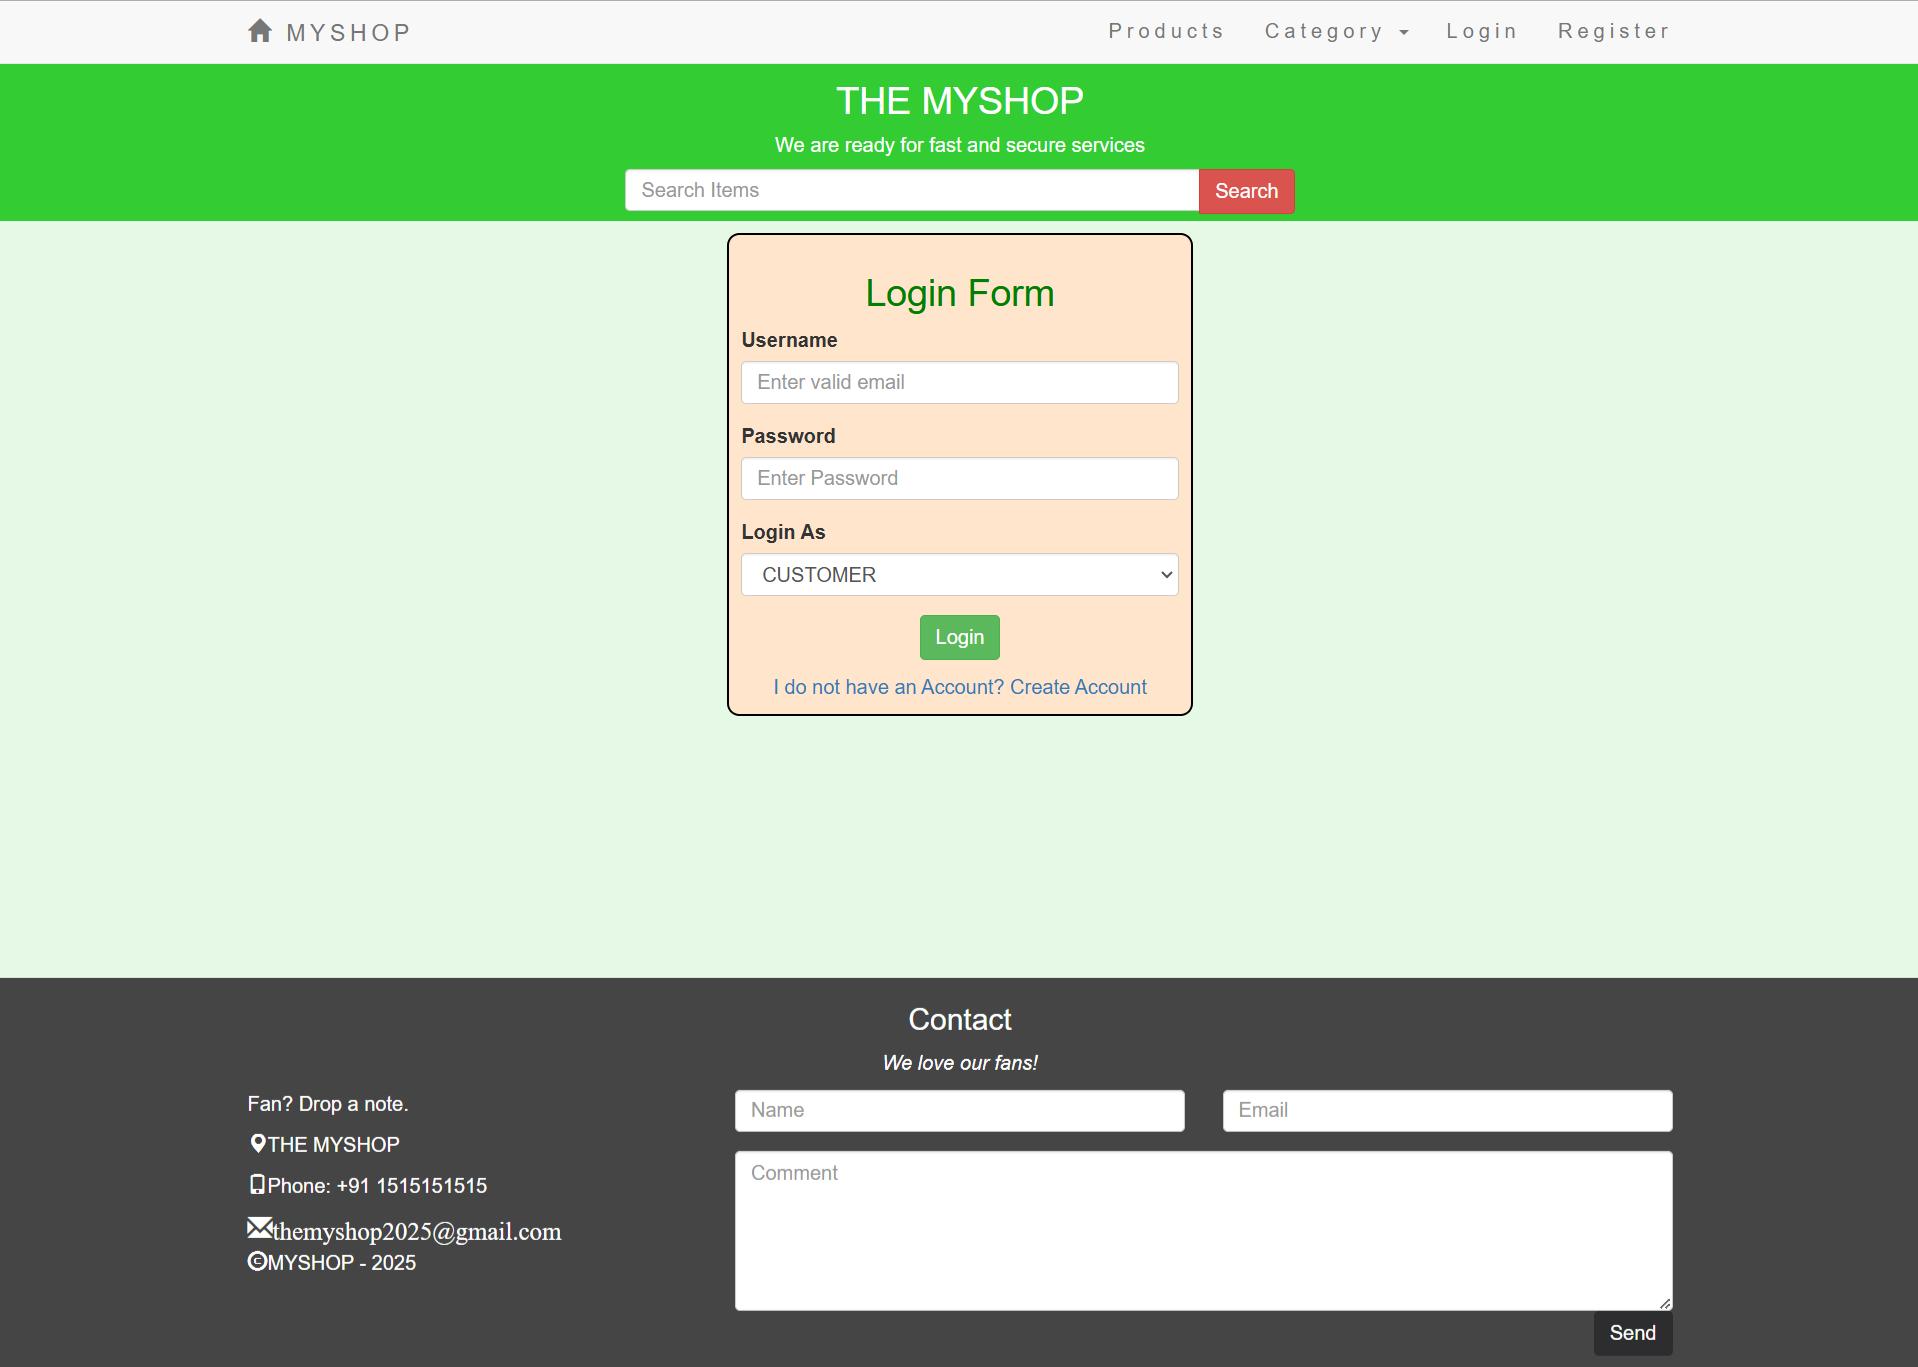 MYSHOP
Products Category Login Register
THE MYSHOP
We are ready for fast and secure services
Search Items Search
Login Form
Username
Enter valid email
Password
Enter Password
Login As
CUSTOMER
Login
I do not have an Account? Create Account
Contact
We love our fans!
Fan? Drop a note.
THE MYSHOP
Phone: +91 1515151515
themyshop2025@gmail.com
©MYSHOP - 2025
Name Email
Comment
Send